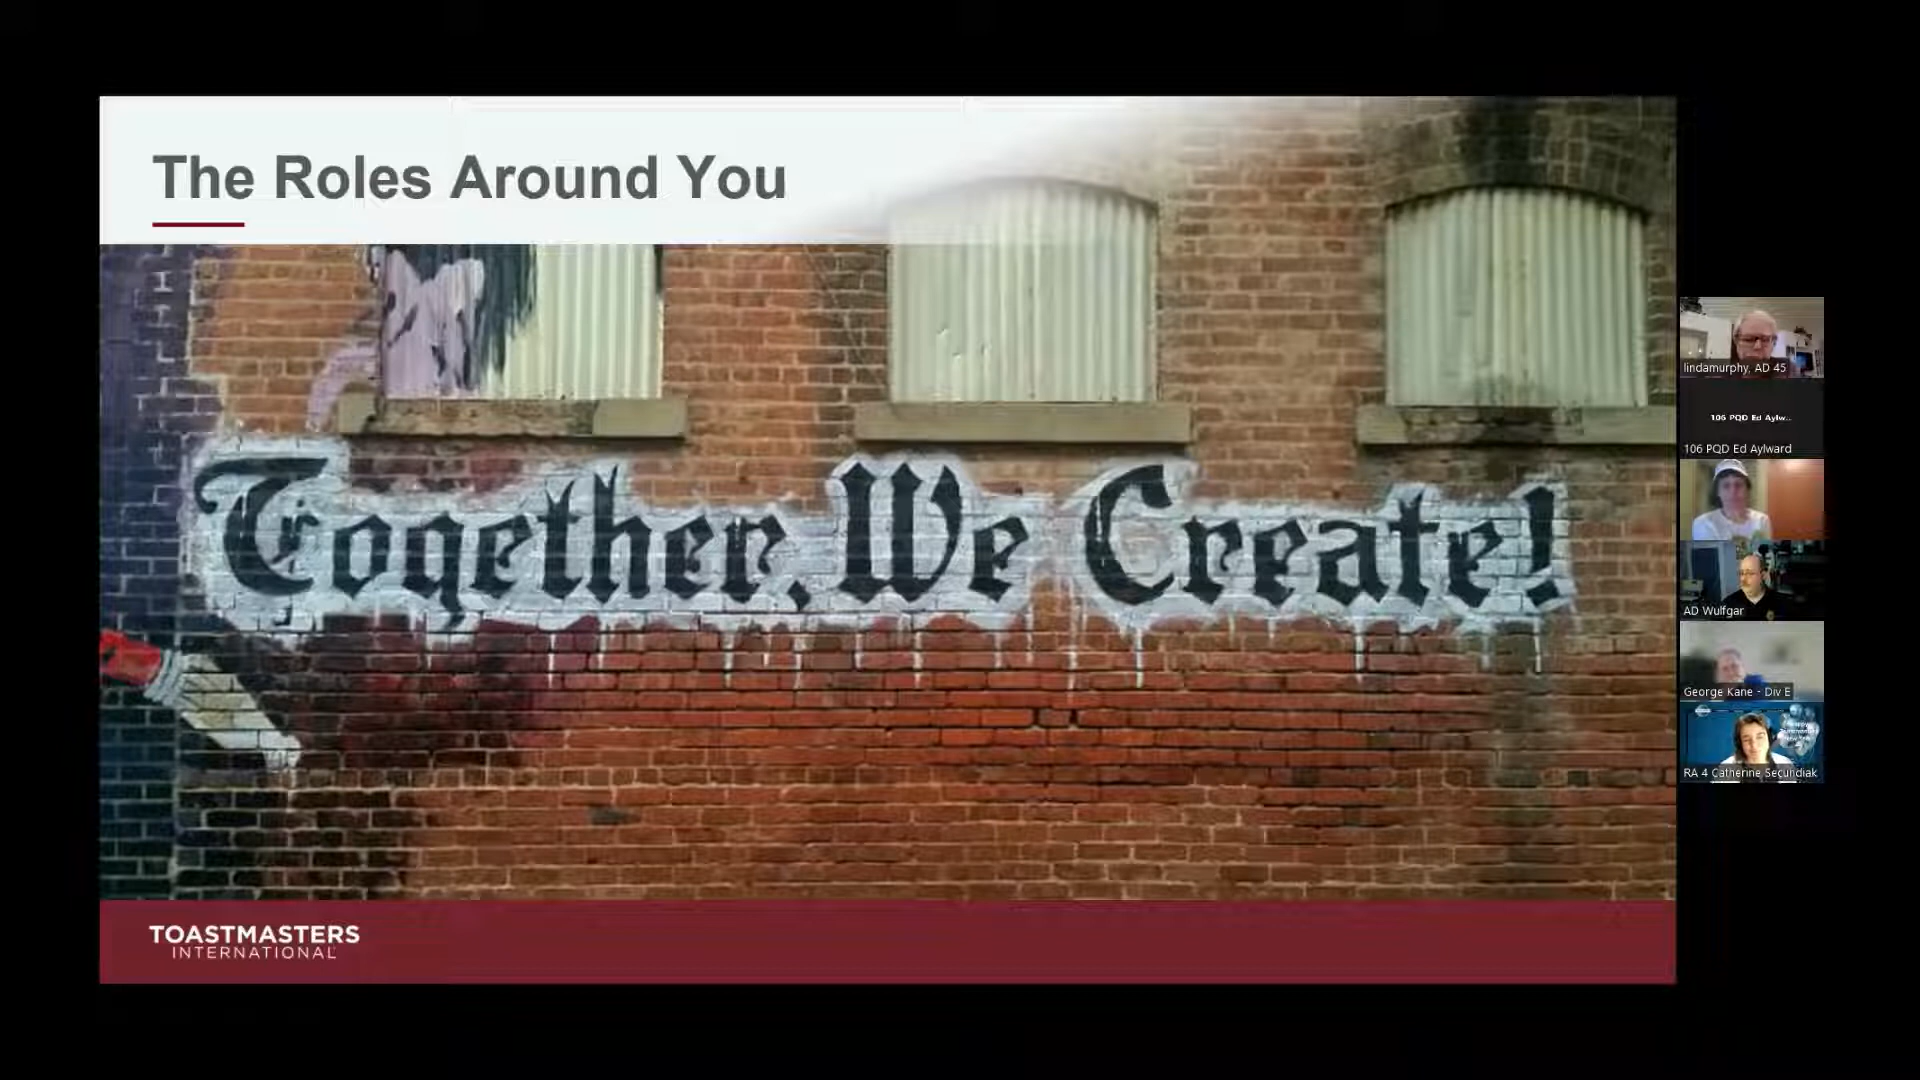 The Roles Around You
Together, We Create!
TOASTMASTERS
INTERNATIONAL
lindamurphy, AD 45
106 PQD Ed Aylw...
106 PQD Ed Aylward
AD Wulfgar
George Kane - Div E
RA 4 Catherine Secundiak